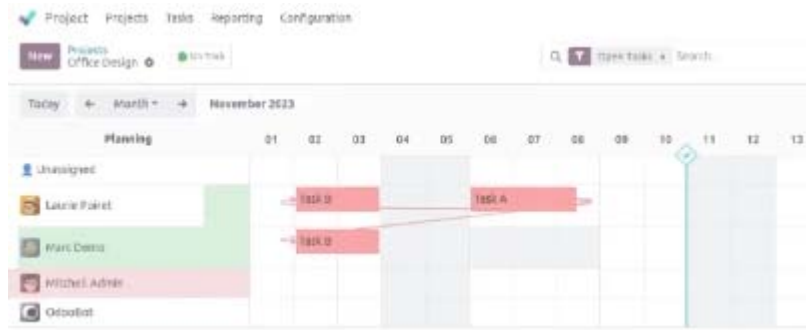 Project Projects Tasks Reporting Configuration
New Projects
Office Design On Track Open Tasks x Search...
Today ← Month → November 2023
Planning 01 02 03 04 05 06 07 08 09 10 11 12 13
Unassigned
Laurie Poiret Task B Task A
Marc Demo Task B
Mitchell Admin
OdooBot